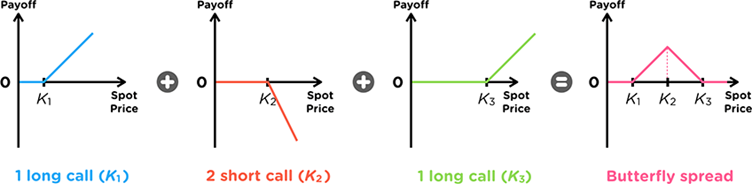 Payoff
0
K1
Spot
Price
1 long call (K1)
+
Payoff
0
K2
Spot
Price
2 short call (K2)
+
Payoff
0
K3
Spot
Price
1 long call (K3)
=
Payoff
0
K1
K2
K3
Spot
Price
Butterfly spread